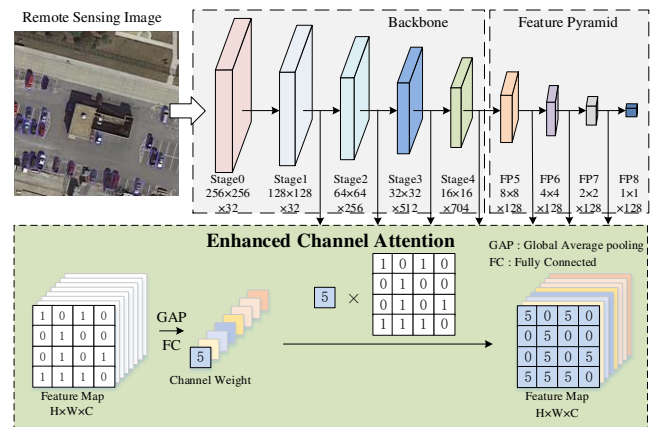 Remote Sensing Image
Backbone
Feature Pyramid
Stage0
256×256
×32
Stage1
128×128
×32
Stage2
64×64
×256
Stage3
32×32
×512
Stage4
16×16
×704
FP5
8×8
×128
FP6
4×4
×128
FP7
2×2
×128
FP8
1×1
×128
Enhanced Channel Attention
GAP : Global Average pooling
FC : Fully Connected
1 0 1 0
0 1 0 0
0 1 0 1
1 1 1 0
Feature Map
H×W×C
GAP
FC
5
Channel Weight
5 ×
1 0 1 0
0 1 0 0
0 1 0 1
1 1 1 0
5 0 5 0
0 5 0 0
0 5 0 5
5 5 5 0
Feature Map
H×W×C